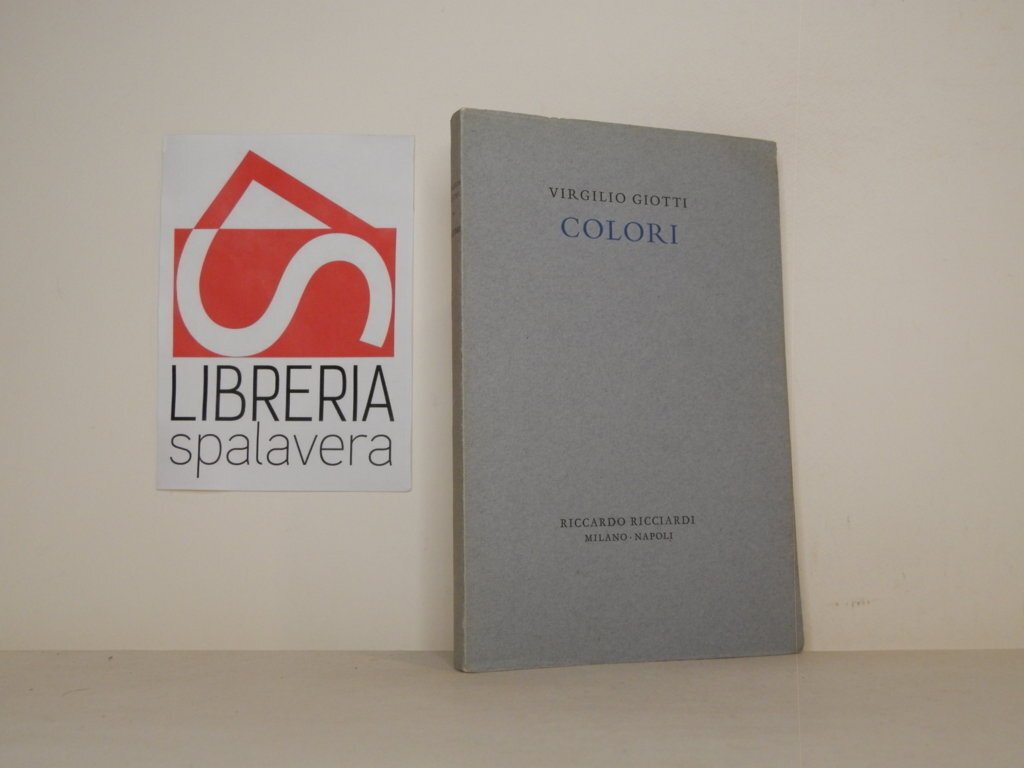 LIBRERIA
spalavera
VIRGILIO GIOTTI
COLORI
RICCARDO RICCIARDI
MILANO · NAPOLI